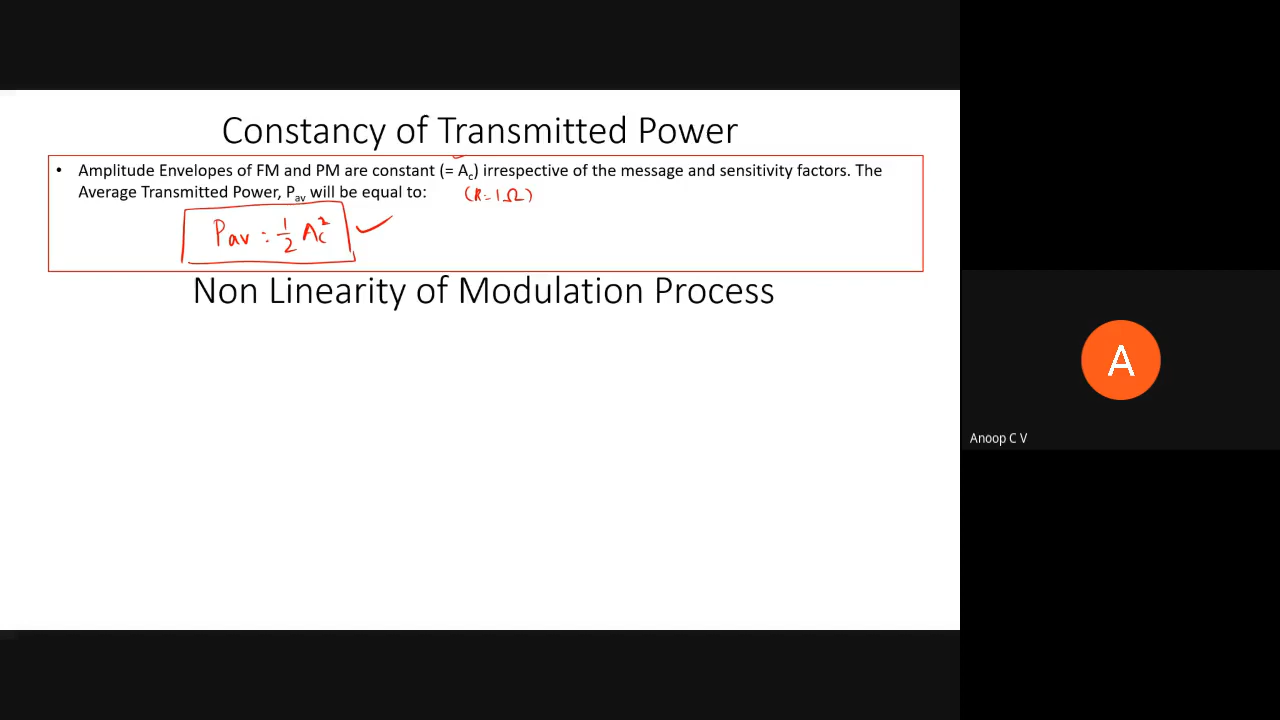 Constancy of Transmitted Power
• Amplitude Envelopes of FM and PM are constant (= Ac) irrespective of the message and sensitivity factors. The
Average Transmitted Power, Pav will be equal to: (R=1Ω)
Pav = 1/2 Ac²
Non Linearity of Modulation Process
A
Anoop C V